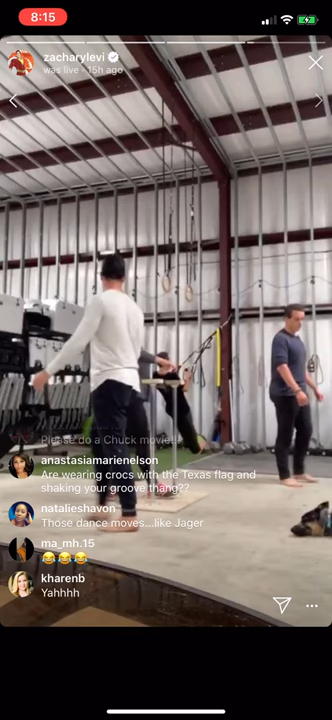 8:15
zacharylevi
was live · 15h ago
Please do a Chuck movie!!!
anastasiamarienelson
Are wearing crocs with the Texas flag and
shaking your groove thang??
natalieshavon
Those dance moves...like Jager
ma_mh.15
😂😂😂
kharenb
Yahhhh